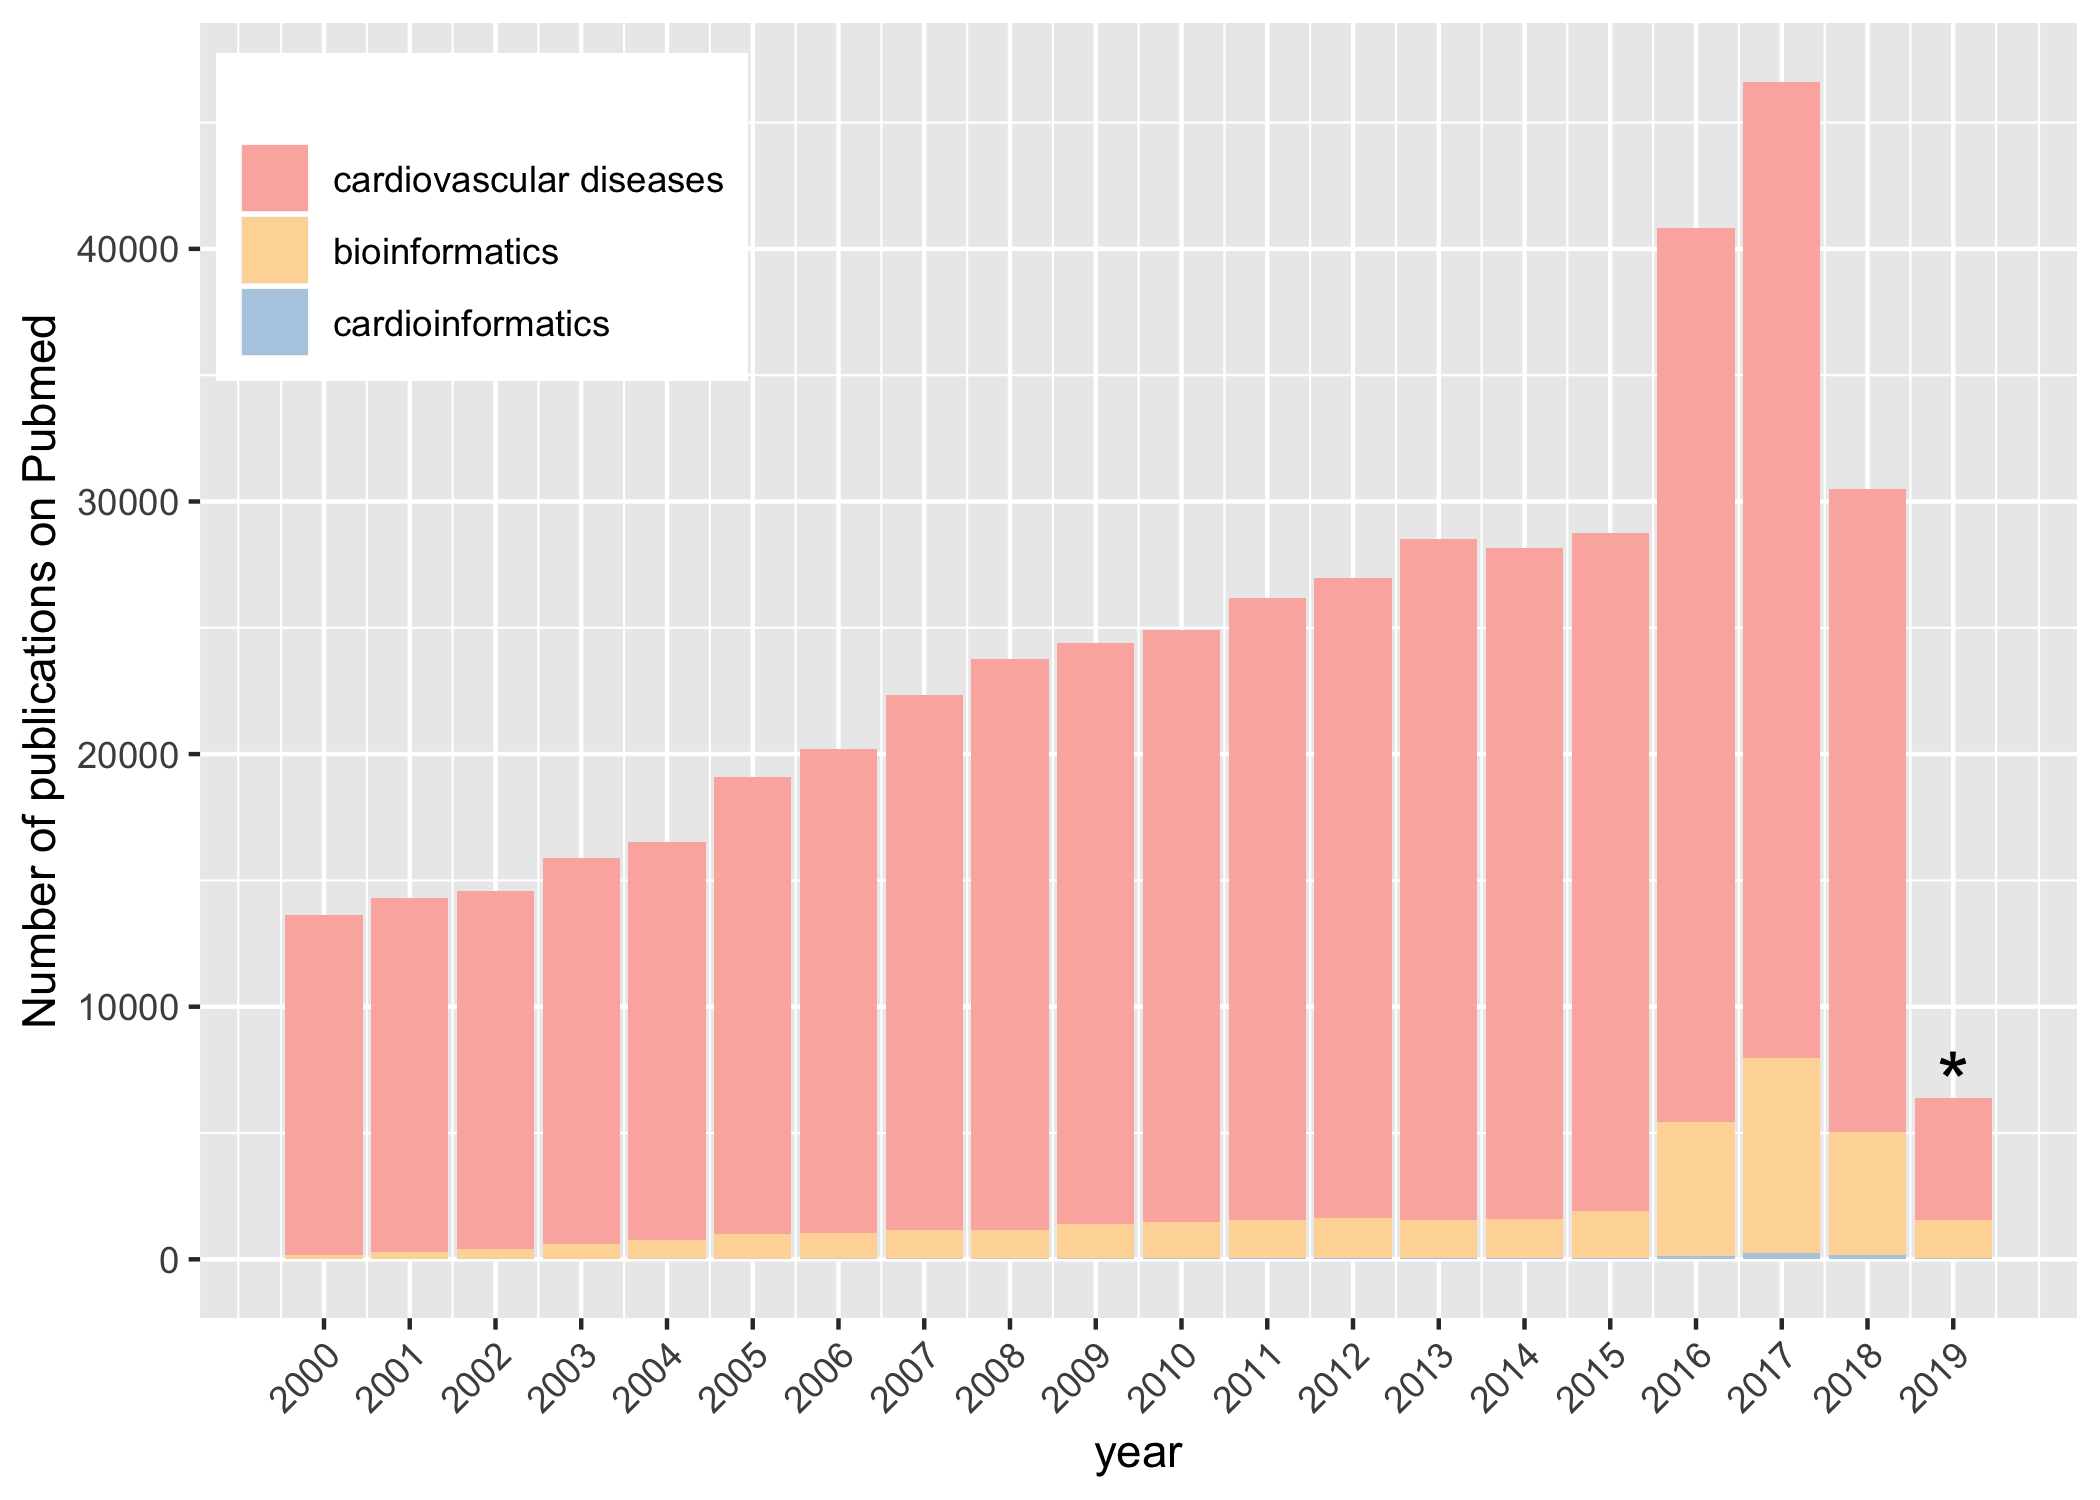 cardiovascular diseases
bioinformatics
cardioinformatics
Number of publications on Pubmed
40000
30000
20000
10000
0
*
2000 2001 2002 2003 2004 2005 2006 2007 2008 2009 2010 2011 2012 2013 2014 2015 2016 2017 2018 2019
year